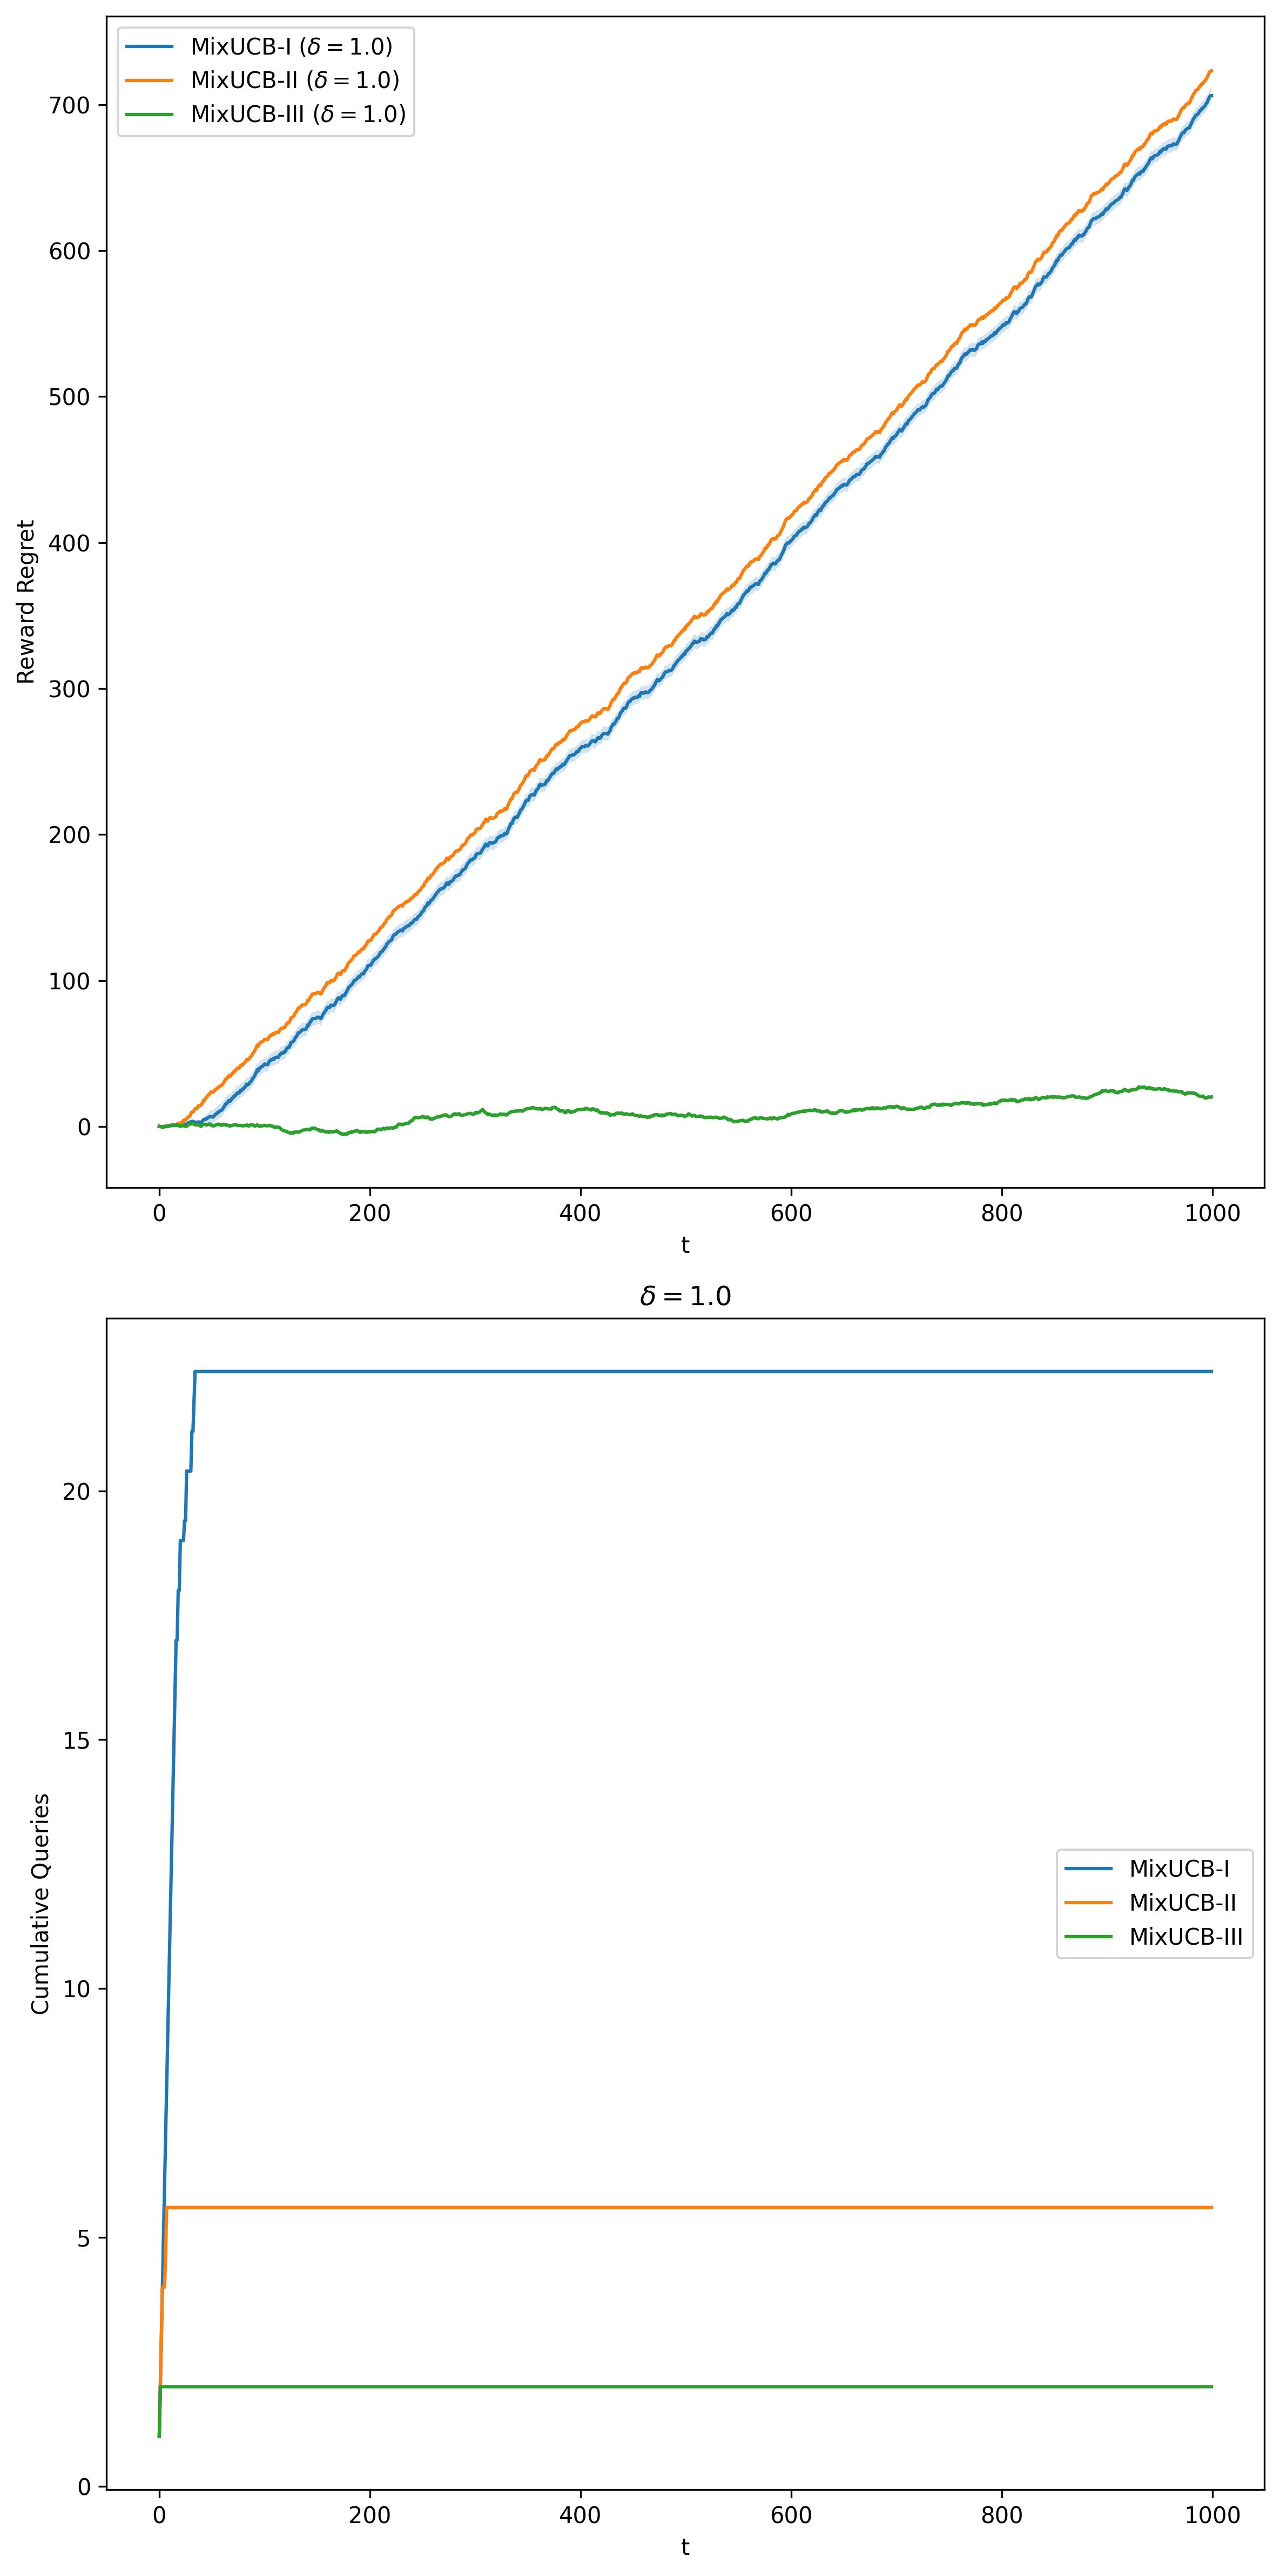 MixUCB-I (δ = 1.0)
MixUCB-II (δ = 1.0)
MixUCB-III (δ = 1.0)
700
600
500
400
300
200
100
0
Reward Regret
0 200 400 600 800 1000
t
δ = 1.0
20
15
10
5
0
Cumulative Queries
MixUCB-I
MixUCB-II
MixUCB-III
0 200 400 600 800 1000
t